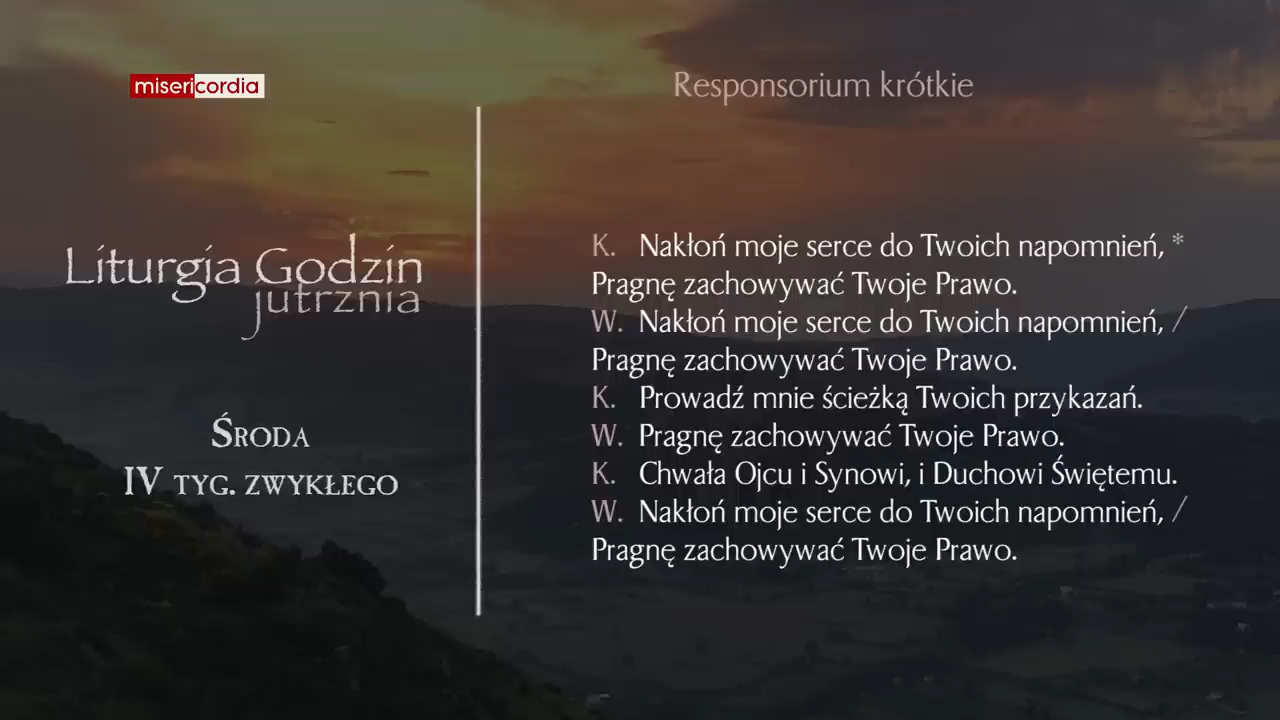 misericordia
Liturgia Godzin
jutrznia
Środa
IV tyg. zwykłego
Responsorium krótkie
K. Nakłoń moje serce do Twoich napomnień, *
Pragnę zachowywać Twoje Prawo.
W. Nakłoń moje serce do Twoich napomnień, /
Pragnę zachowywać Twoje Prawo.
K. Prowadź mnie ścieżką Twoich przykazań.
W. Pragnę zachowywać Twoje Prawo.
K. Chwała Ojcu i Synowi, i Duchowi Świętemu.
W. Nakłoń moje serce do Twoich napomnień, /
Pragnę zachowywać Twoje Prawo.